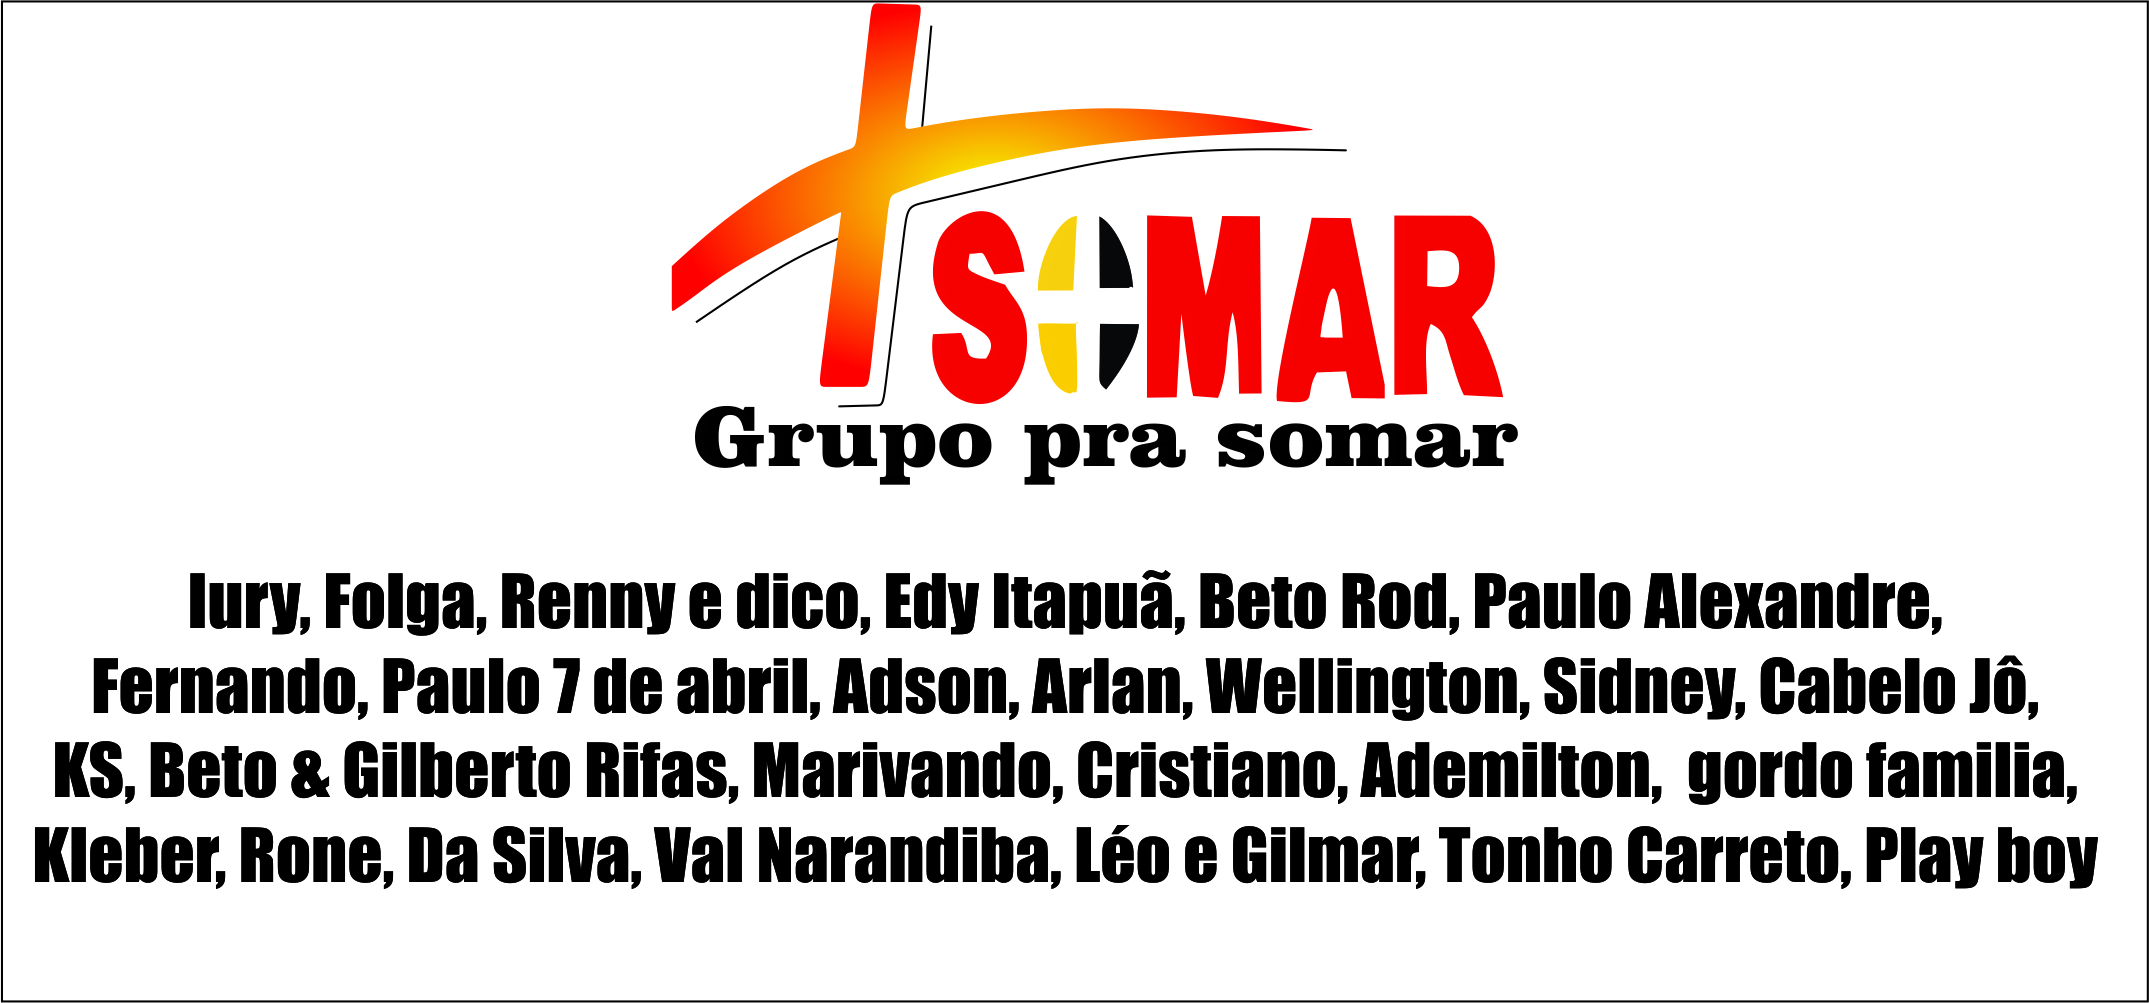 SOMAR
Grupo pra somar
Iury, Folga, Renny e dico, Edy Itapuã, Beto Rod, Paulo Alexandre,
Fernando, Paulo 7 de abril, Adson, Arlan, Wellington, Sidney, Cabelo Jô,
KS, Beto & Gilberto Rifas, Marivando, Cristiano, Ademilton, gordo familia,
Kleber, Rone, Da Silva, Val Narandiba, Léo e Gilmar, Tonho Carreto, Play boy